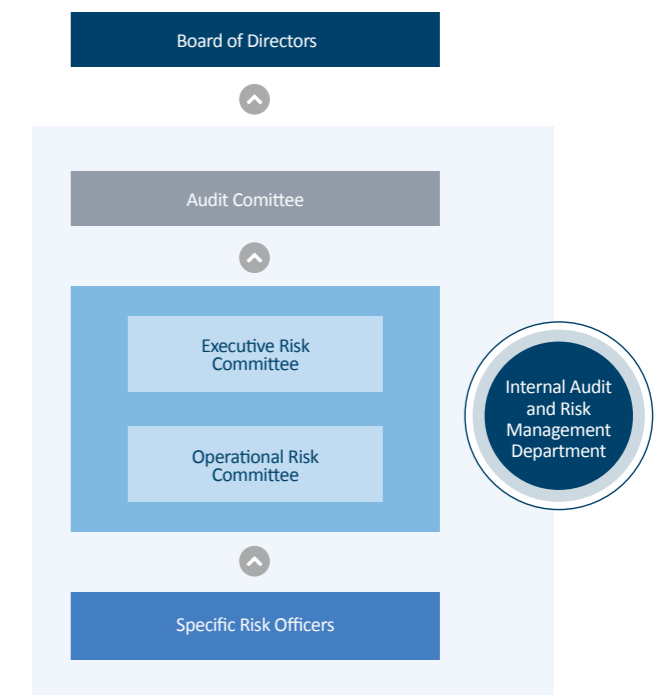 Board of Directors
Audit Comittee
Executive Risk
Committee
Operational Risk
Committee
Internal Audit
and Risk
Management
Department
Specific Risk Officers